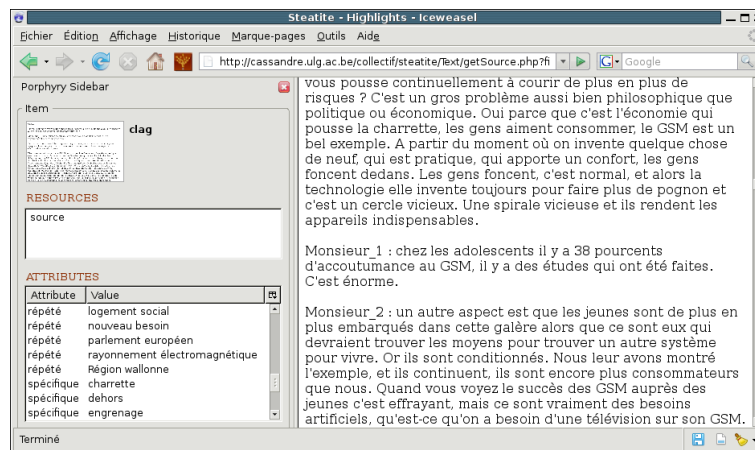 Steatite - Highlights - Iceweasel
Fichier Édition Affichage Historique Marque-pages Outils Aide
http://cassandre.ulg.ac.be/collectif/steatite/Text/getSource.php?fi G Google
Porphyry Sidebar
Item
clag
RESOURCES
source
ATTRIBUTES
Attribute Value
répété logement social
répété nouveau besoin
répété parlement européen
répété rayonnement électromagnétique
répété Région wallonne
spécifique charrette
spécifique dehors
spécifique engrenage
vous pousse continuellement à courir de plus en plus de
risques ? C'est un gros problème aussi bien philosophique que
politique ou économique. Oui parce que c'est l'économie qui
pousse la charrette, les gens aiment consommer, le GSM est un
bel exemple. A partir du moment où on invente quelque chose
de neuf, qui est pratique, qui apporte un confort, les gens
foncent dedans. Les gens foncent, c'est normal, et alors la
technologie elle invente toujours pour faire plus de pognon et
c'est un cercle vicieux. Une spirale vicieuse et ils rendent les
appareils indispensables.
Monsieur_1 : chez les adolescents il y a 38 pourcents
d'accoutumance au GSM, il y a des études qui ont été faites.
C'est énorme.
Monsieur_2 : un autre aspect est que les jeunes sont de plus en
plus embarqués dans cette galère alors que ce sont eux qui
devraient trouver les moyens pour trouver un autre système
pour vivre. Or ils sont conditionnés. Nous leur avons montré
l'exemple, et ils continuent, ils sont encore plus consommateurs
que nous. Quand vous voyez le succès des GSM auprès des
jeunes c'est effrayant, mais ce sont vraiment des besoins
artificiels, qu'est-ce qu'on a besoin d'une télévision sur son GSM.
Terminé